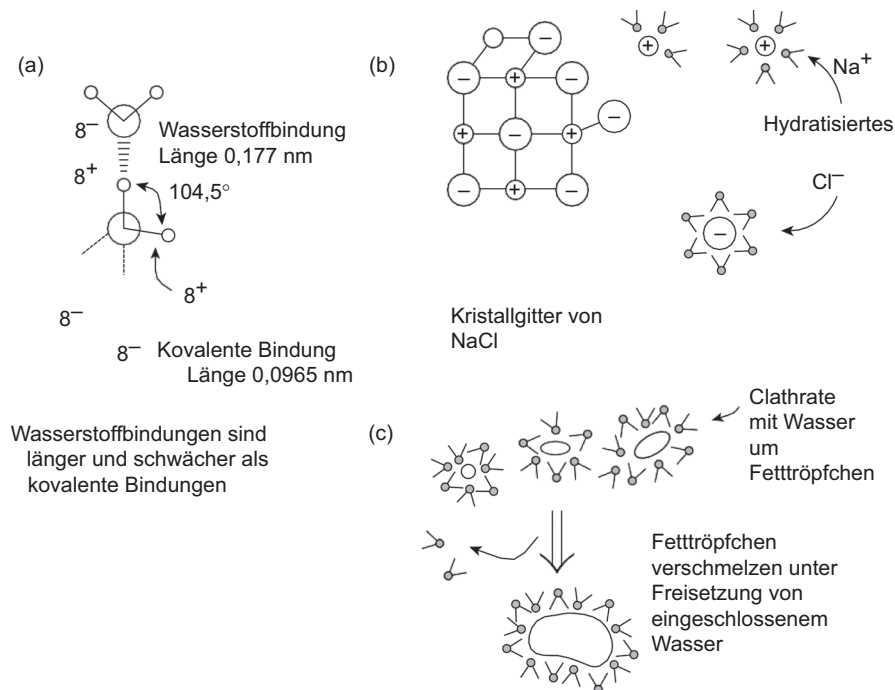 (a)
8–
Wasserstoffbindung
Länge 0,177 nm
8+
104,5°
8+
8–
8–
Kovalente Bindung
Länge 0,0965 nm
Wasserstoffbindungen sind
länger und schwächer als
kovalente Bindungen
(b)
–
– + –
+ – + –
– + –
+
+
Na+
Hydratisiertes
Cl–
–
Kristallgitter von
NaCl
(c)
Clathrate
mit Wasser
um
Fetttröpfchen
Fetttröpfchen
verschmelzen unter
Freisetzung von
eingeschlossenem
Wasser